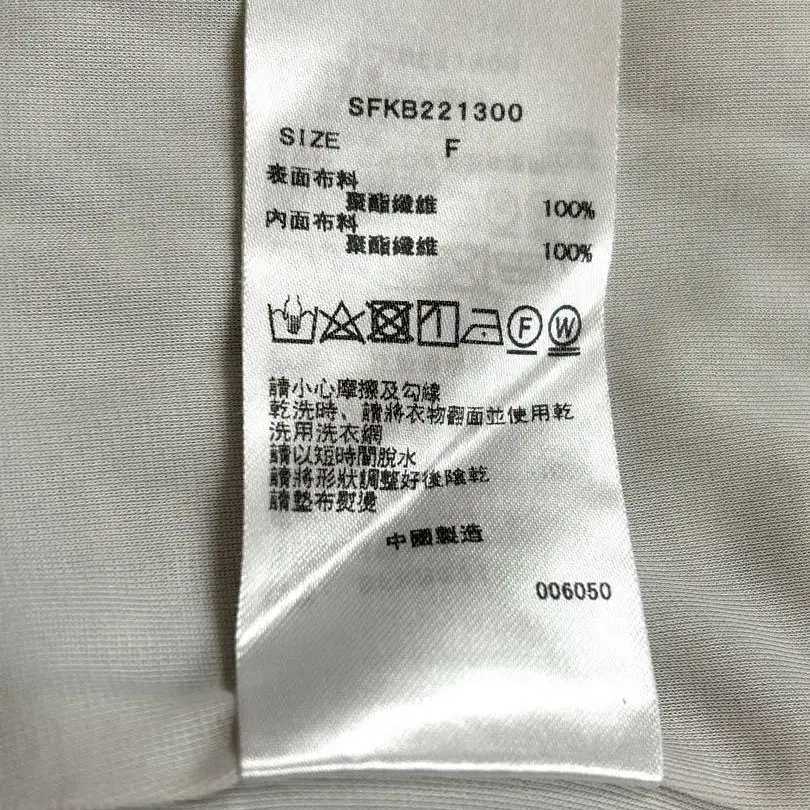 SFKB221300
SIZE F
表面布料
聚酯纖維 100%
內面布料
聚酯纖維 100%
F W
請小心摩擦及勾線
乾洗時、請將衣物翻面並使用乾
洗用洗衣網
請以短時間脫水
請將形狀調整好後陰乾
請墊布熨燙
中國製造
006050